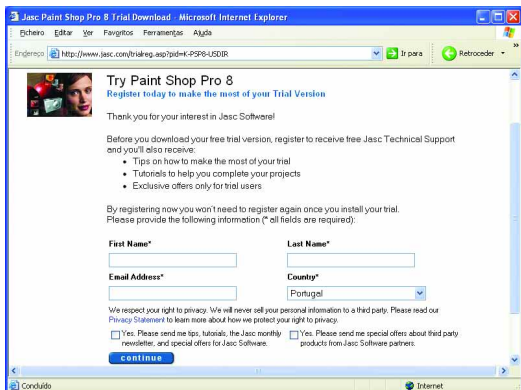 Jasc Paint Shop Pro 8 Trial Download - Microsoft Internet Explorer
Ficheiro Editar Ver Favoritos Ferramentas Ajuda
Endereço http://www.jasc.com/trialreg.asp?pid=K-PSP8-USDIR Ir para Retroceder
Try Paint Shop Pro 8
Register today to make the most of your Trial Version
Thank you for your interest in Jasc Software!
Before you download your free trial version, register to receive free Jasc Technical Support
and you'll also receive:
• Tips on how to make the most of your trial
• Tutorials to help you complete your projects
• Exclusive offers only for trial users
By registering now you won't need to register again once you install your trial.
Please provide the following information (* all fields are required):
First Name* Last Name*
Email Address* Country*
Portugal
We respect your right to privacy. We will never sell your personal information to a third party. Please read our
Privacy Statement to learn more about how we protect your right to privacy.
Yes. Please send me tips, tutorials, the Jasc monthly
newsletter, and special offers for Jasc Software.
Yes. Please send me special offers about third party
products from Jasc Software partners.
continue
Concluído Internet